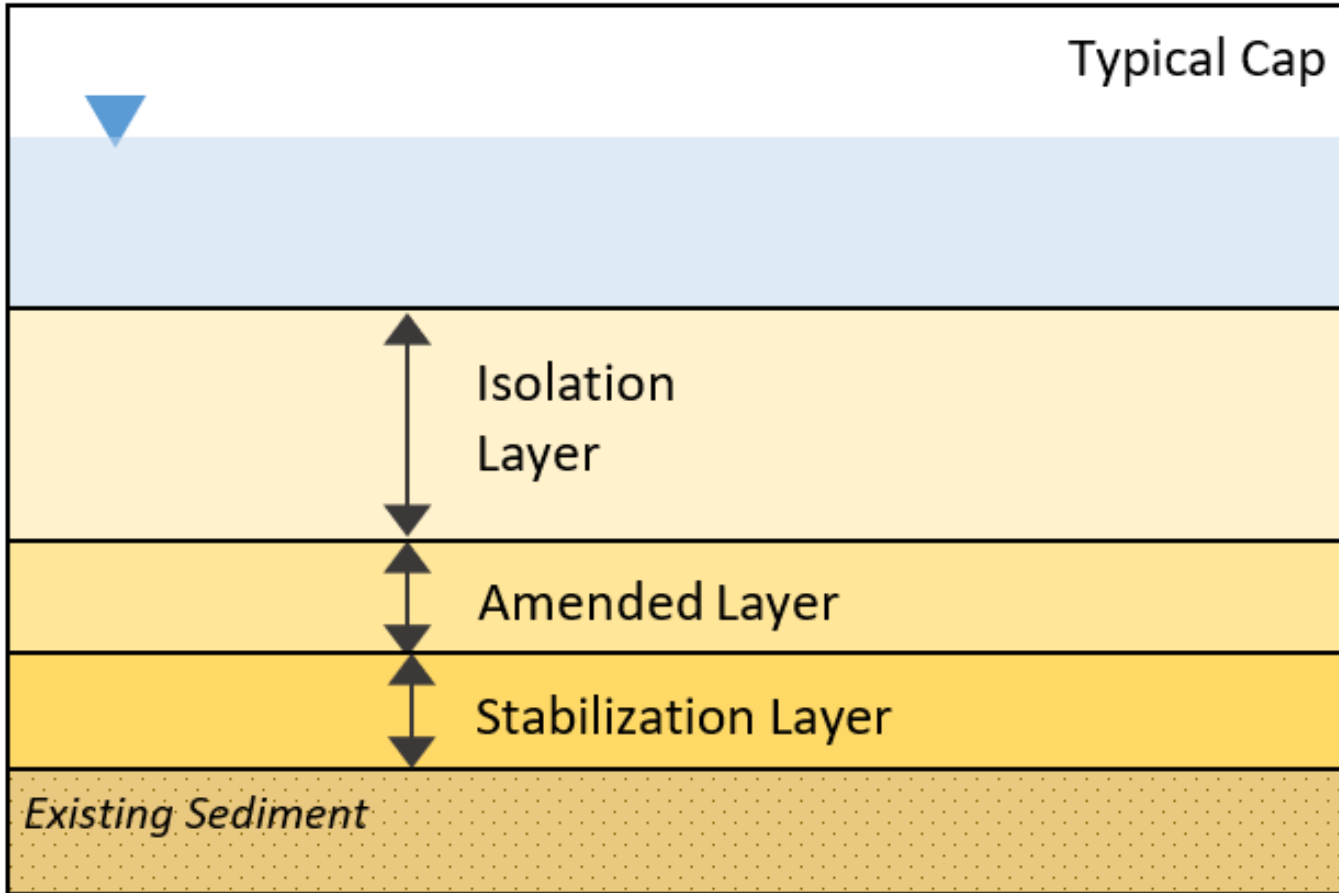 Typical Cap
Isolation
Layer
Amended Layer
Stabilization Layer
Existing Sediment